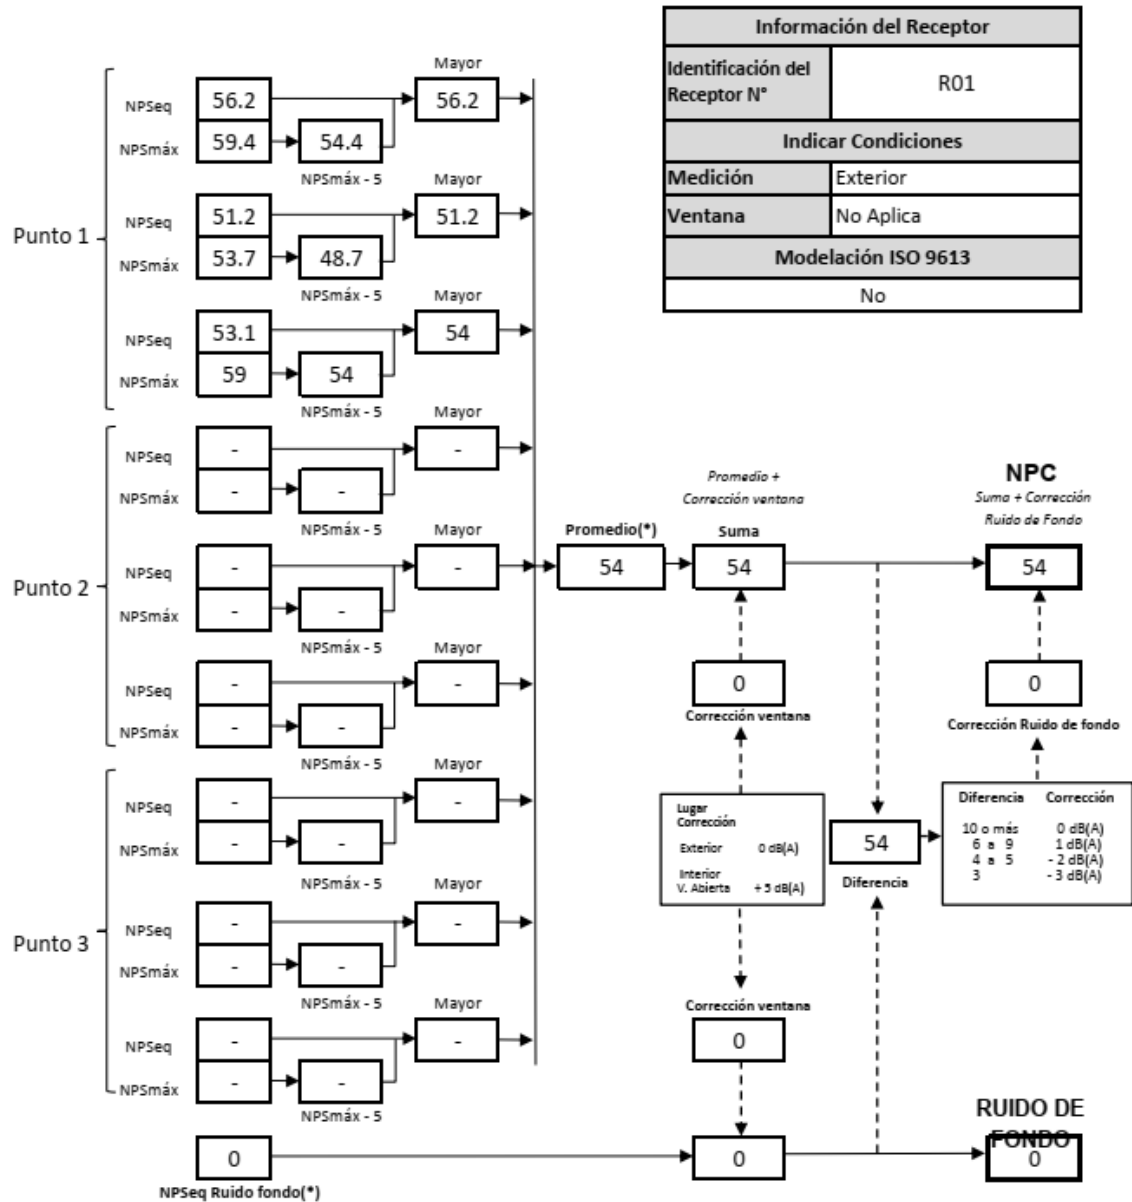 Información del Receptor
Identificación del
Receptor N°
R01
Indicar Condiciones
Medición
Exterior
Ventana
No Aplica
Modelación ISO 9613
No
Punto 1
Mayor
NPSeq
56.2
56.2
NPSmáx
59.4
54.4
NPSmáx - 5
Mayor
NPSeq
51.2
51.2
NPSmáx
53.7
48.7
NPSmáx - 5
Mayor
NPSeq
53.1
54
NPSmáx
59
54
NPSmáx - 5
Punto 2
Mayor
NPSeq
-
-
NPSmáx
-
-
NPSmáx - 5
Mayor
NPSeq
-
-
NPSmáx
-
-
NPSmáx - 5
Mayor
NPSeq
-
-
NPSmáx
-
-
NPSmáx - 5
Punto 3
Mayor
NPSeq
-
-
NPSmáx
-
-
NPSmáx - 5
Mayor
NPSeq
-
-
NPSmáx
-
-
NPSmáx - 5
Mayor
NPSeq
-
-
NPSmáx
-
-
NPSmáx - 5
0
NPSeq Ruido fondo(*)
Promedio(*)
54
Promedio +
Corrección ventana
Suma
54
0
Corrección ventana
Lugar
Corrección
Exterior 0 dB(A)
Interior
V. Abierta + 5 dB(A)
Corrección ventana
0
0
54
Diferencia
NPC
Suma + Corrección
Ruido de Fondo
54
0
Corrección Ruido de fondo
Diferencia Corrección
10 o más 0 dB(A)
6 a 9 1 dB(A)
4 a 5 - 2 dB(A)
3 - 3 dB(A)
RUIDO DE
FONDO
0